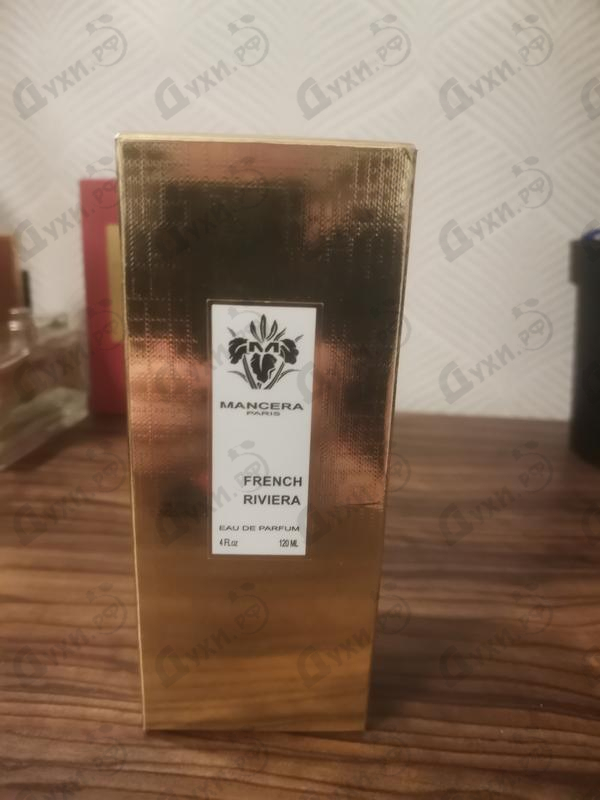 MANCERA
PARIS
FRENCH
RIVIERA
EAU DE PARFUM
4 Fl.oz 120 ML
Духи.РФ